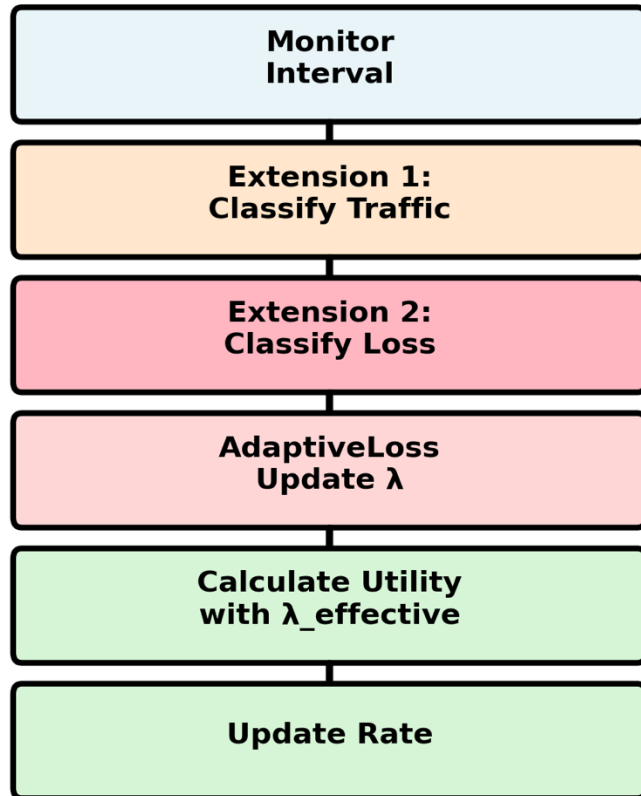 Monitor
Interval
Extension 1:
Classify Traffic
Extension 2:
Classify Loss
AdaptiveLoss
Update λ
Calculate Utility
with λ_effective
Update Rate